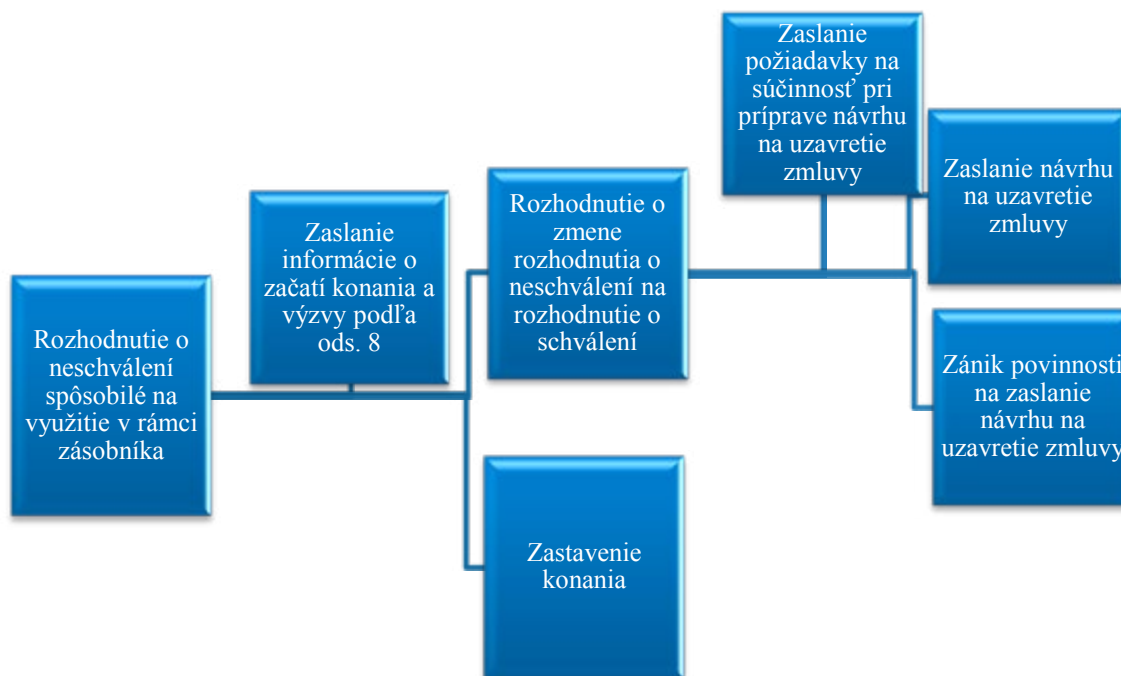 Rozhodnutie o
neschválení
spôsobilé na
využitie v rámci
zásobníka
Zaslanie
informácie o
začatí konania a
výzvy podľa
ods. 8
Rozhodnutie o
zmene
rozhodnutia o
neschválení na
rozhodnutie o
schválení
Zastavenie
konania
Zaslanie
požiadavky na
súčinnosť pri
príprave návrhu
na uzavretie
zmluvy
Zaslanie návrhu
na uzavretie
zmluvy
Zánik povinnosti
na zaslanie
návrhu na
uzavretie zmluvy